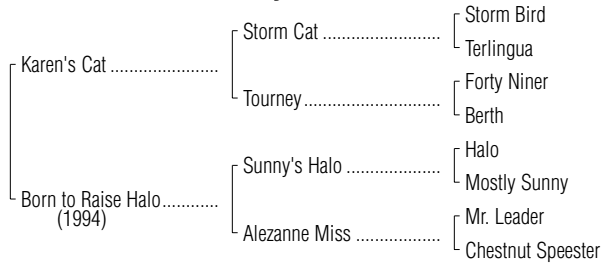 Storm Bird
Storm Cat ......................
Terlingua
Karen's Cat ....................
Forty Niner
Tourney.........................
Berth
Halo
Sunny's Halo ..................
Mostly Sunny
Born to Raise Halo...........
(1994)
Mr. Leader
Alezanne Miss ................
Chestnut Speester